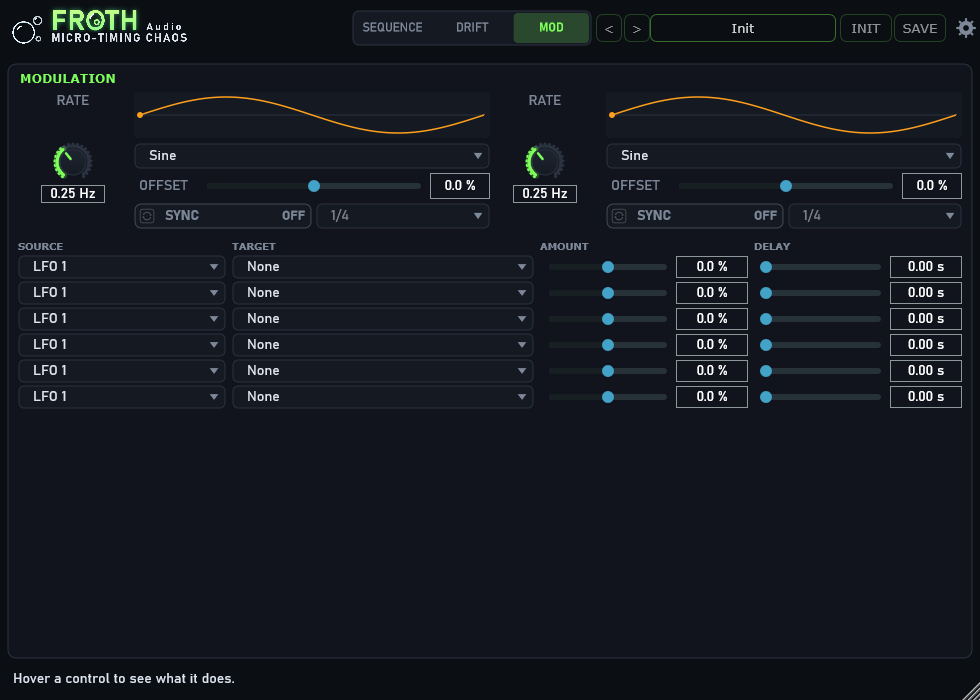 FROTH Audio
MICRO-TIMING CHAOS
SEQUENCE DRIFT MOD < > Init INIT SAVE
MODULATION
RATE RATE
Sine Sine
0.25 Hz OFFSET 0.0 % 0.25 Hz OFFSET 0.0 %
SYNC OFF 1/4 SYNC OFF 1/4
SOURCE TARGET AMOUNT DELAY
LFO 1 None 0.0 % 0.00 s
LFO 1 None 0.0 % 0.00 s
LFO 1 None 0.0 % 0.00 s
LFO 1 None 0.0 % 0.00 s
LFO 1 None 0.0 % 0.00 s
LFO 1 None 0.0 % 0.00 s
Hover a control to see what it does.